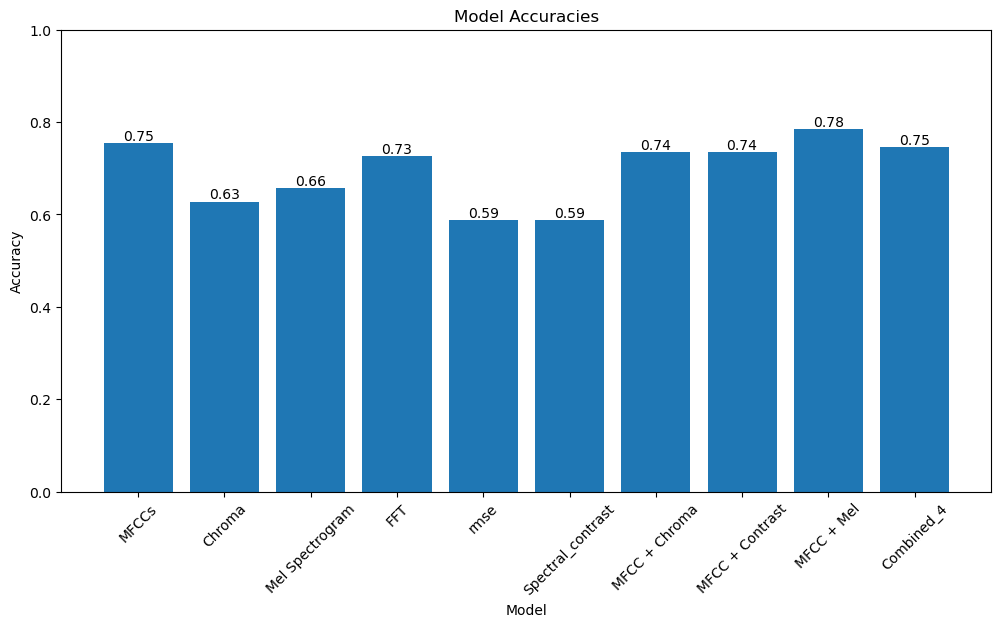 Model Accuracies
1.0
0.8
0.6
0.4
0.2
0.0
Accuracy
0.75
0.63
0.66
0.73
0.59
0.59
0.74
0.74
0.78
0.75
MFCCs
Chroma
Mel Spectrogram
FFT
rmse
Spectral_contrast
MFCC + Chroma
MFCC + Contrast
MFCC + Mel
Combined_4
Model